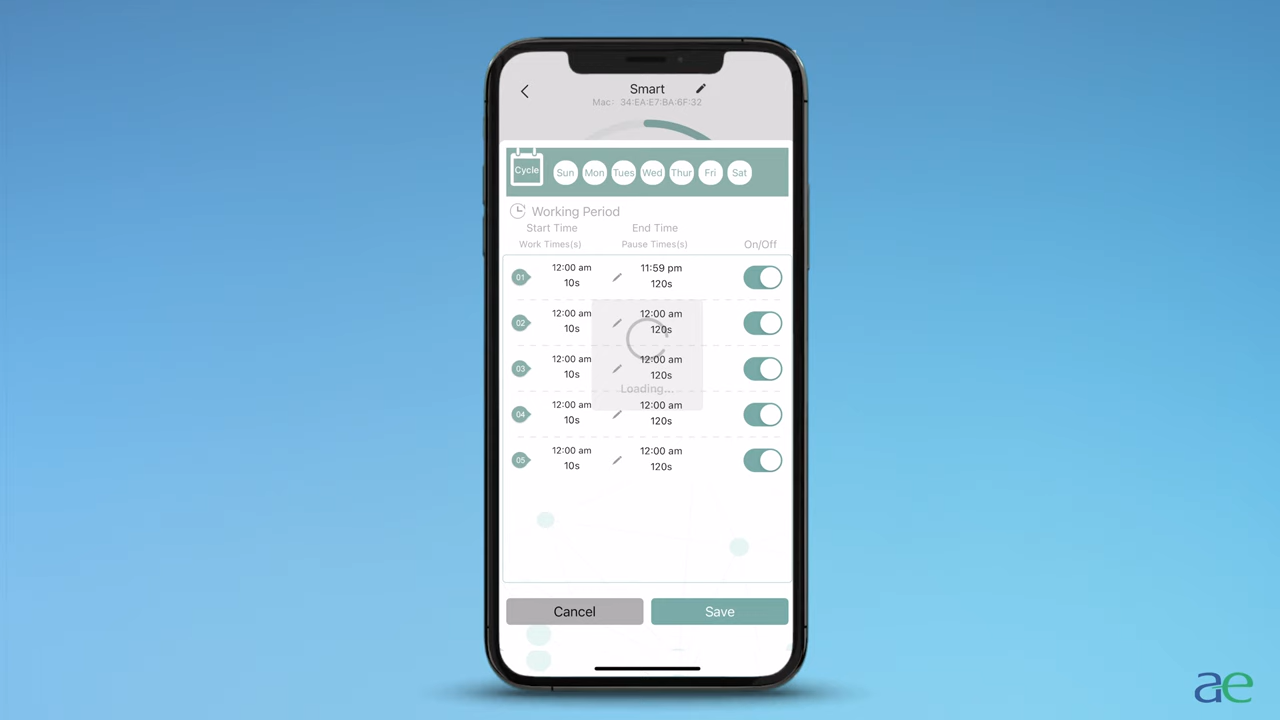 Smart
Mac: 34:EA:E7:BA:6F:32
Cycle Sun Mon Tues Wed Thur Fri Sat
Working Period
Start Time End Time
Work Times(s) Pause Times(s) On/Off
01 12:00 am 11:59 pm
10s 120s
02 12:00 am 12:00 am
10s 120s
03 12:00 am 12:00 am
10s 120s
Loading...
04 12:00 am 12:00 am
10s 120s
05 12:00 am 12:00 am
10s 120s
Cancel Save
ae